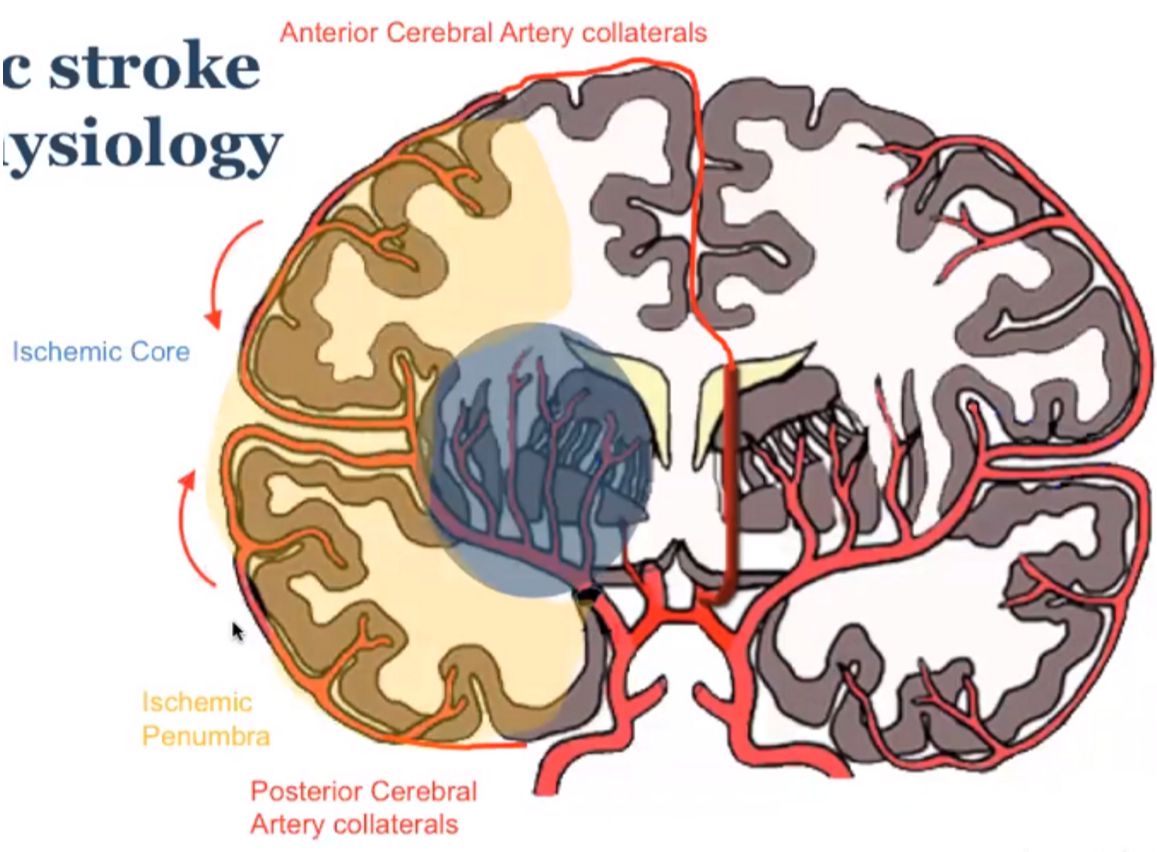 Anterior Cerebral Artery collaterals
c stroke
ysiology
Ischemic Core
Ischemic
Penumbra
Posterior Cerebral
Artery collaterals